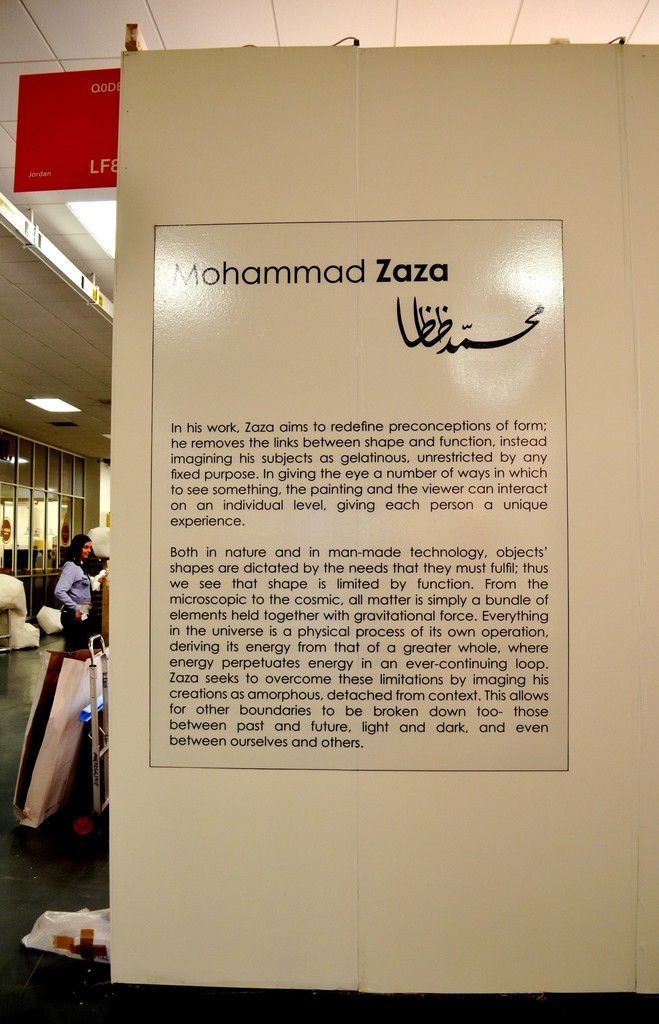 Jordan
Mohammad Zaza
محمد ظاظا
In his work, Zaza aims to redefine preconceptions of form;
he removes the links between shape and function, instead
imagining his subjects as gelatinous, unrestricted by any
fixed purpose. In giving the eye a number of ways in which
to see something, the painting and the viewer can interact
on an individual level, giving each person a unique
experience.
Both in nature and in man-made technology, objects'
shapes are dictated by the needs that they must fulfil; thus
we see that shape is limited by function. From the
microscopic to the cosmic, all matter is simply a bundle of
elements held together with gravitational force. Everything
in the universe is a physical process of its own operation,
deriving its energy from that of a greater whole, where
energy perpetuates energy in an ever-continuing loop.
Zaza seeks to overcome these limitations by imaging his
creations as amorphous, detached from context. This allows
for other boundaries to be broken down too- those
between past and future, light and dark, and even
between ourselves and others.